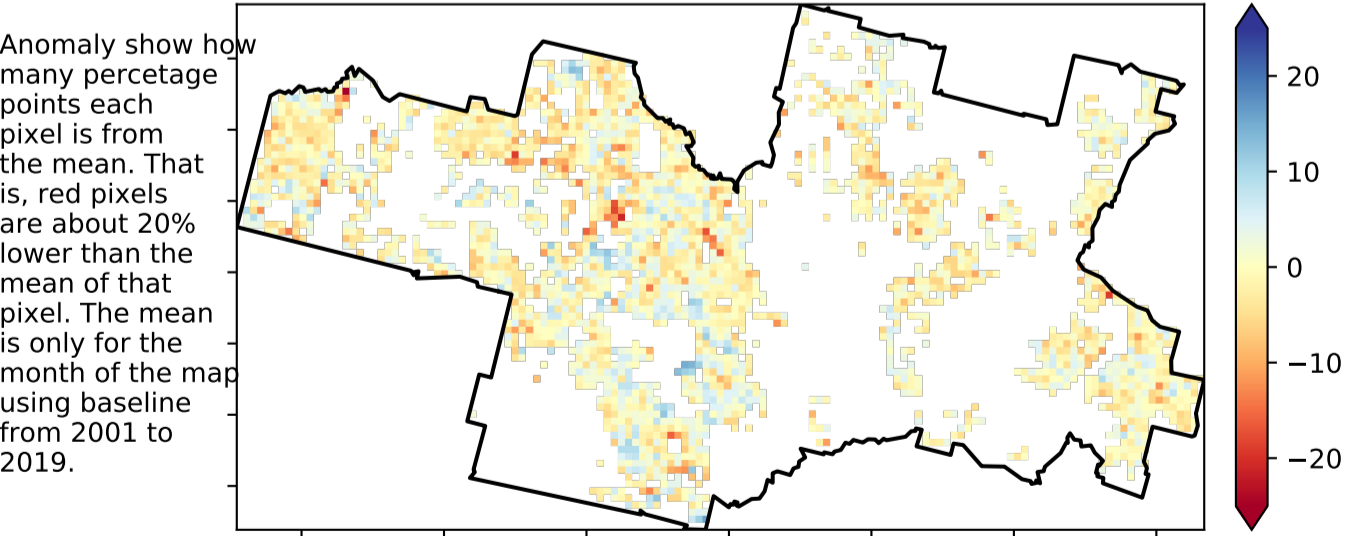 Anomaly show how
many percetage
points each
pixel is from
the mean. That
is, red pixels
are about 20%
lower than the
mean of that
pixel. The mean
is only for the
month of the map
using baseline
from 2001 to
2019.
20
10
0
−10
−20